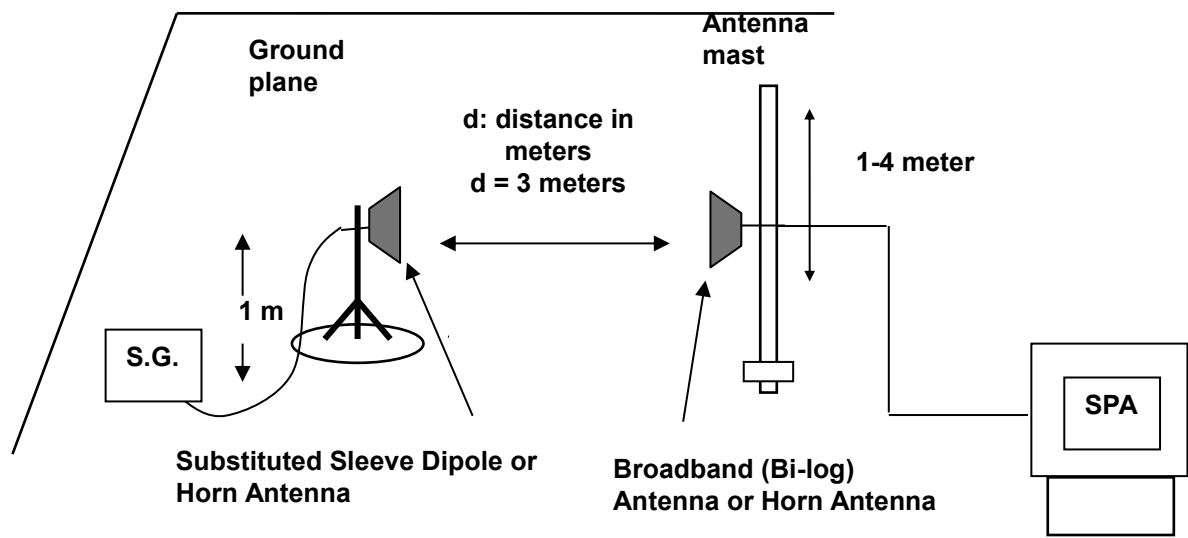 Ground
plane
Antenna
mast
d: distance in
meters
d = 3 meters
1-4 meter
1 m
S.G.
SPA
Substituted Sleeve Dipole or
Horn Antenna
Broadband (Bi-log)
Antenna or Horn Antenna